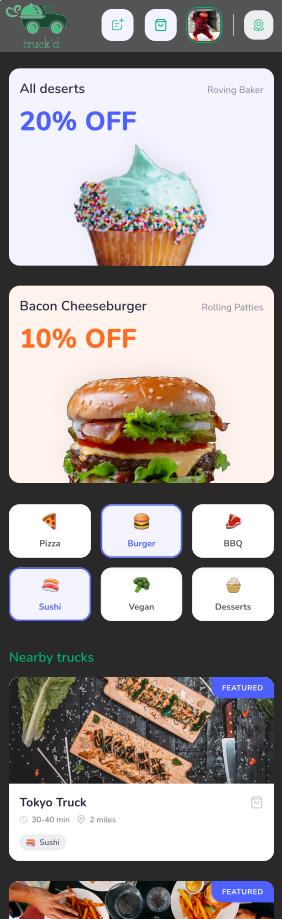 truck'd
All deserts
Roving Baker
20% OFF
Bacon Cheeseburger
Rolling Patties
10% OFF
Pizza
Burger
BBQ
Sushi
Vegan
Desserts
Nearby trucks
FEATURED
Tokyo Truck
30-40 min
2 miles
Sushi
FEATURED